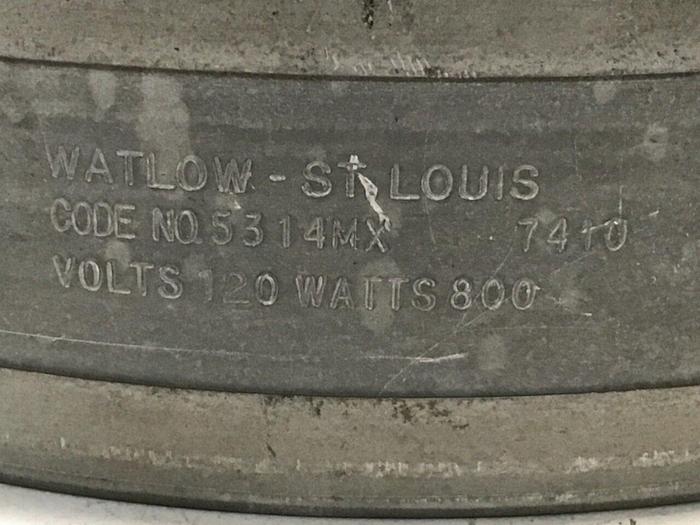 WATLOW - ST. LOUIS
CODE NO. 5314MX 7410
VOLTS 120 WATTS 800